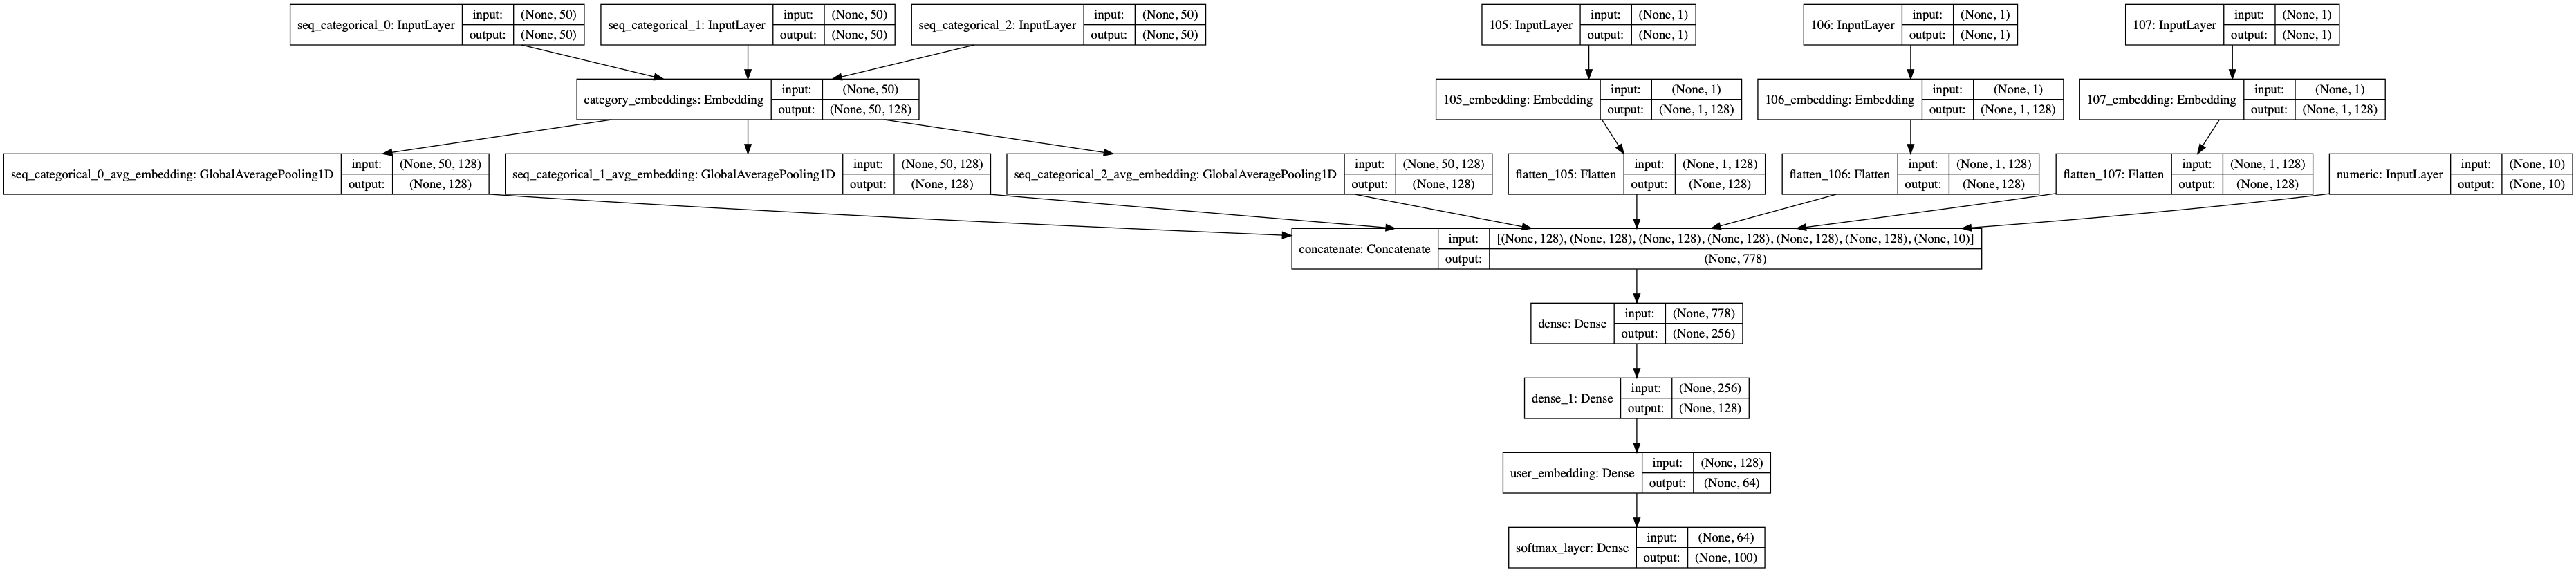 seq_categorical_0: InputLayer input: (None, 50) output: (None, 50)
seq_categorical_1: InputLayer input: (None, 50) output: (None, 50)
seq_categorical_2: InputLayer input: (None, 50) output: (None, 50)
105: InputLayer input: (None, 1) output: (None, 1)
106: InputLayer input: (None, 1) output: (None, 1)
107: InputLayer input: (None, 1) output: (None, 1)
category_embeddings: Embedding input: (None, 50) output: (None, 50, 128)
105_embedding: Embedding input: (None, 1) output: (None, 1, 128)
106_embedding: Embedding input: (None, 1) output: (None, 1, 128)
107_embedding: Embedding input: (None, 1) output: (None, 1, 128)
seq_categorical_0_avg_embedding: GlobalAveragePooling1D input: (None, 50, 128) output: (None, 128)
seq_categorical_1_avg_embedding: GlobalAveragePooling1D input: (None, 50, 128) output: (None, 128)
seq_categorical_2_avg_embedding: GlobalAveragePooling1D input: (None, 50, 128) output: (None, 128)
flatten_105: Flatten input: (None, 1, 128) output: (None, 128)
flatten_106: Flatten input: (None, 1, 128) output: (None, 128)
flatten_107: Flatten input: (None, 1, 128) output: (None, 128)
numeric: InputLayer input: (None, 10) output: (None, 10)
concatenate: Concatenate input: [(None, 128), (None, 128), (None, 128), (None, 128), (None, 128), (None, 128), (None, 10)] output: (None, 778)
dense: Dense input: (None, 778) output: (None, 256)
dense_1: Dense input: (None, 256) output: (None, 128)
user_embedding: Dense input: (None, 128) output: (None, 64)
softmax_layer: Dense input: (None, 64) output: (None, 100)